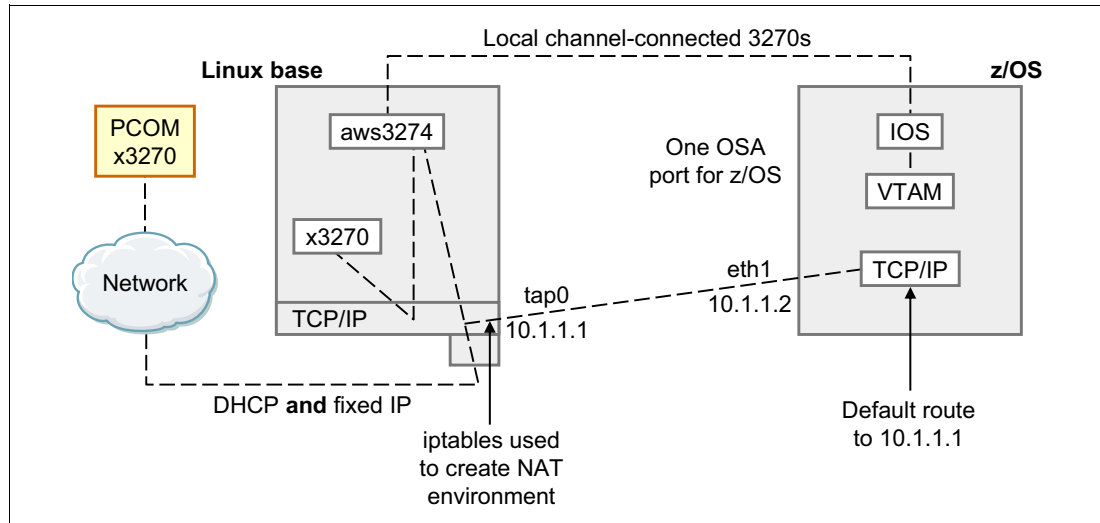 Local channel-connected 3270s
Linux base
z/OS
PCOM
x3270
aws3274
IOS
One OSA
port for z/OS
VTAM
x3270
Network
eth1
TCP/IP
tap0
10.1.1.2
TCP/IP
10.1.1.1
DHCP and fixed IP
Default route
to 10.1.1.1
iptables used
to create NAT
environment